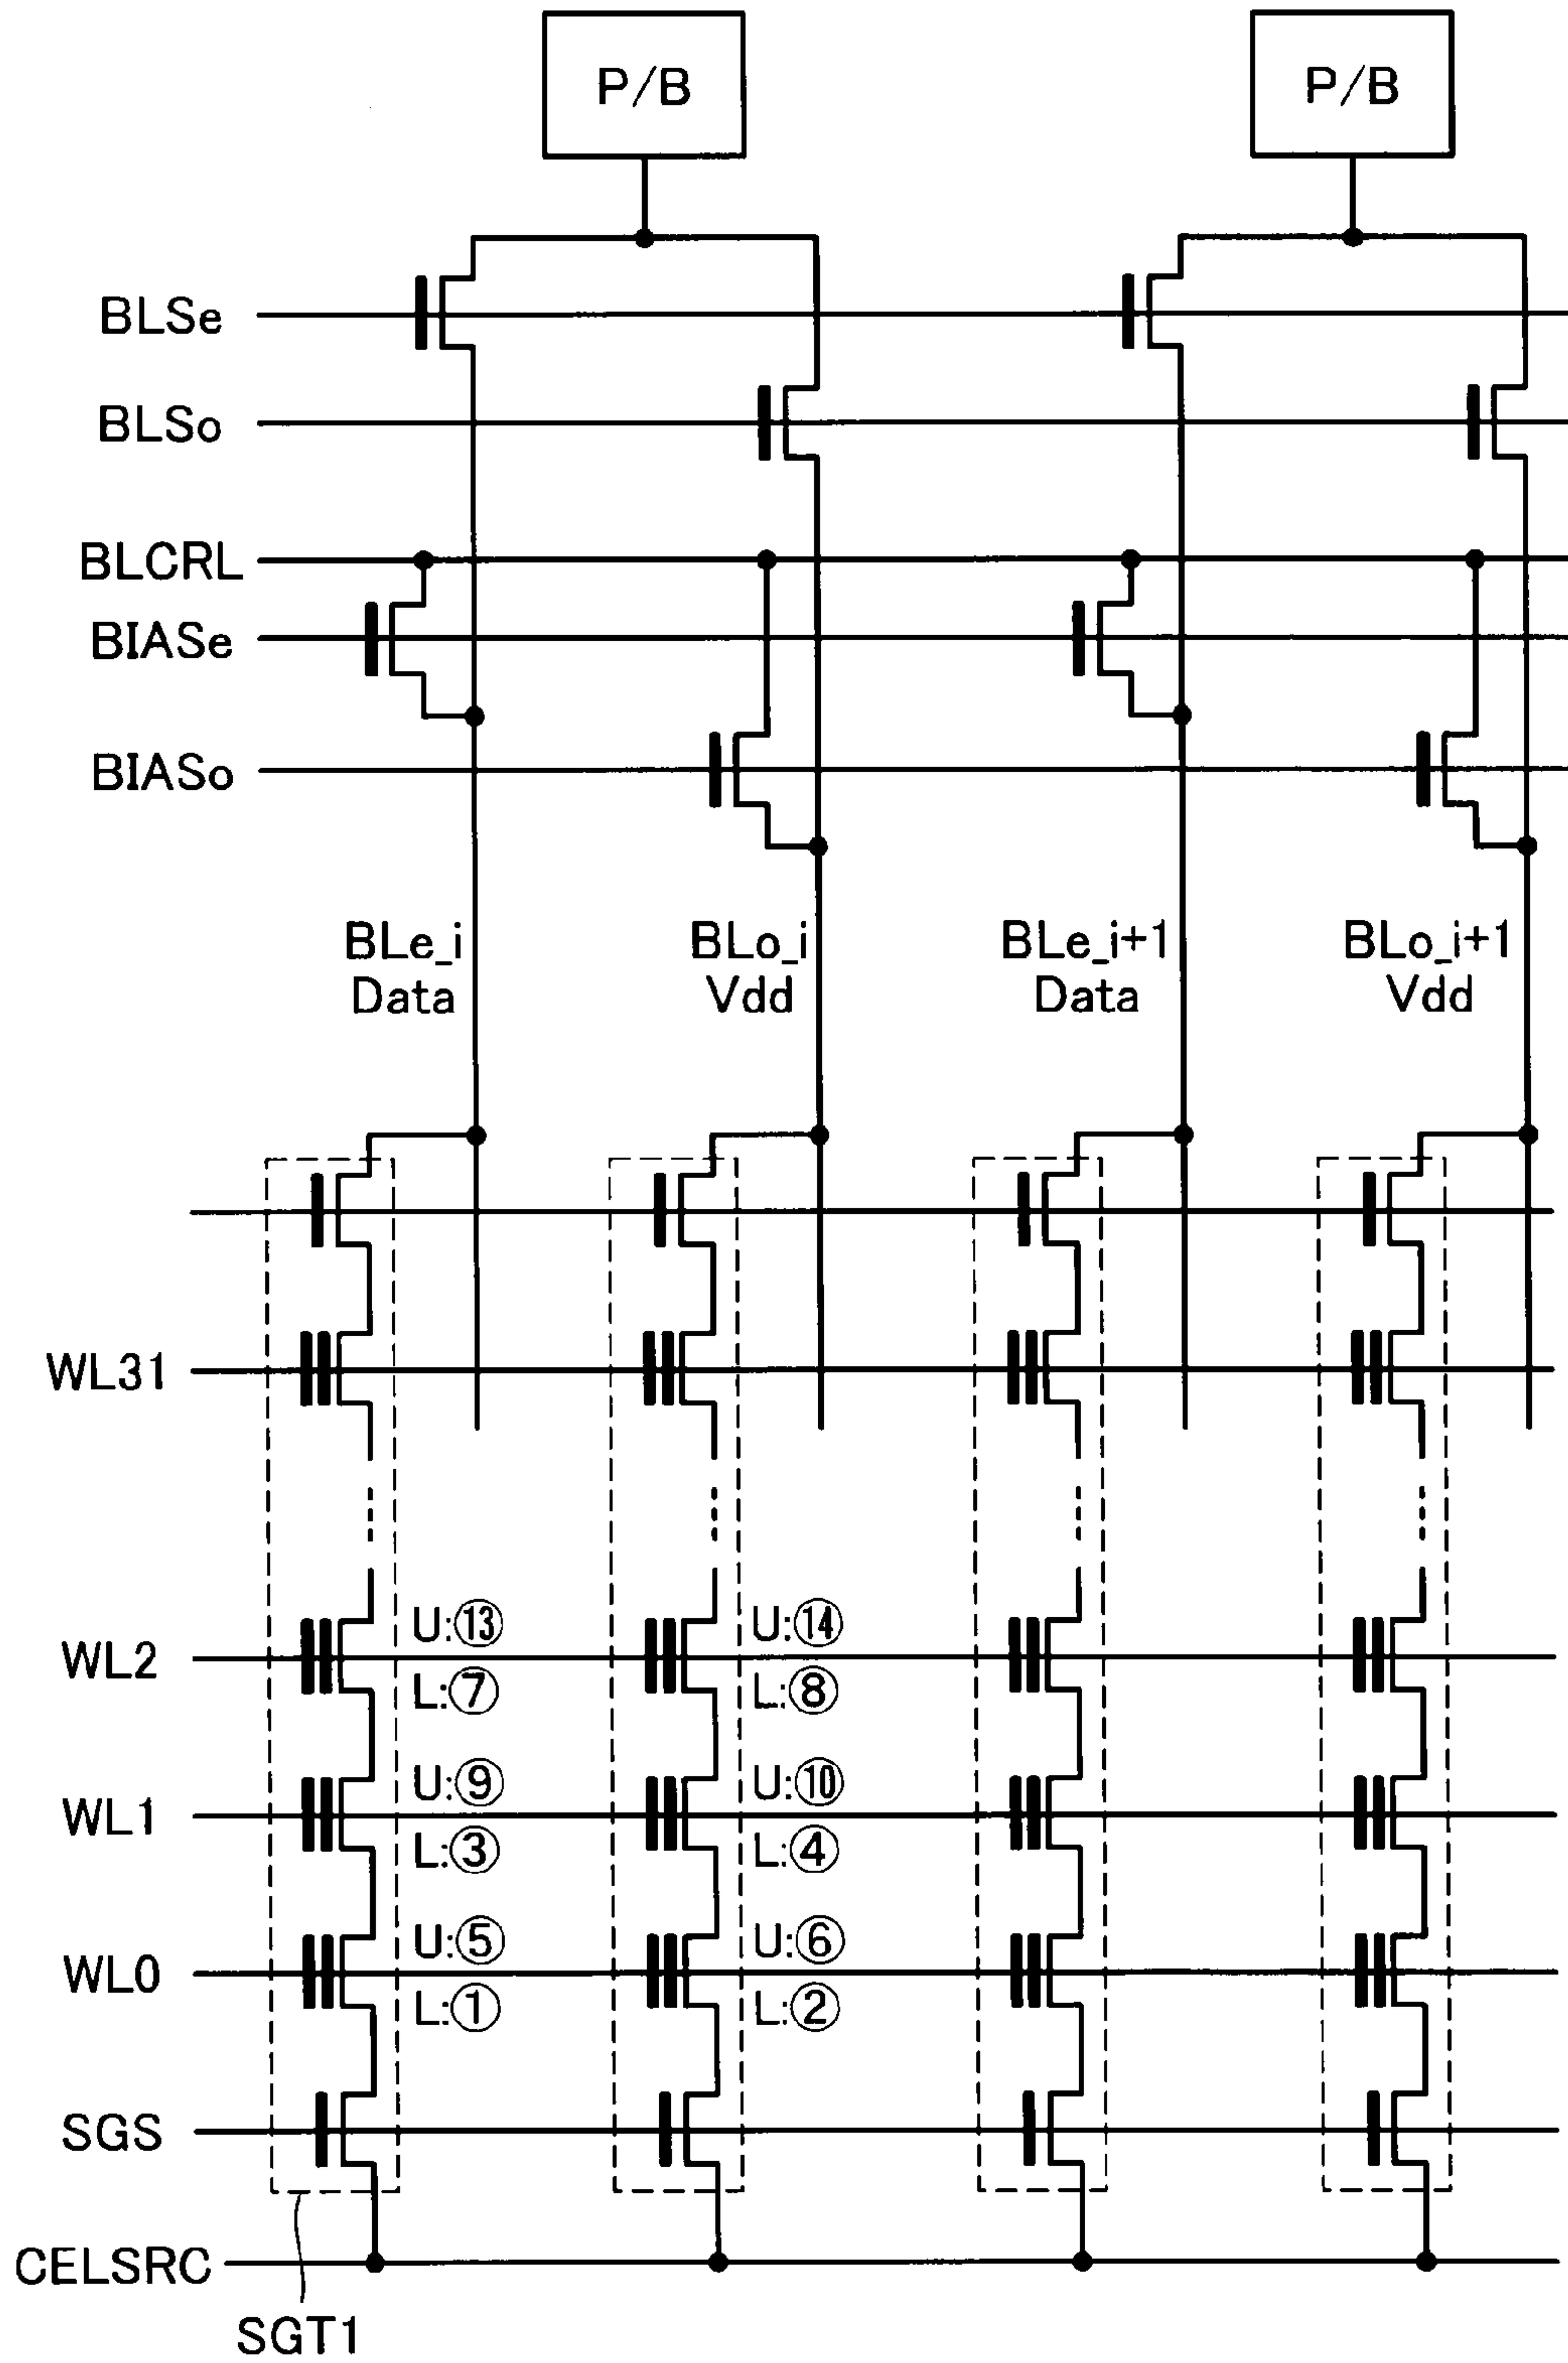 P/B P/B
BLSe
BLSo
BLCRL
BIASe
BIASo
BLe_i BLo_i BLe_i+1 BLo_i+1
Data Vdd Data Vdd
WL31
U:⑬ U:⑭
WL2
L:⑦ L:⑧
U:⑨ U:⑩
WL1
L:③ L:④
U:⑤ U:⑥
WL0
L:① L:②
SGS
CELSRC
SGT1